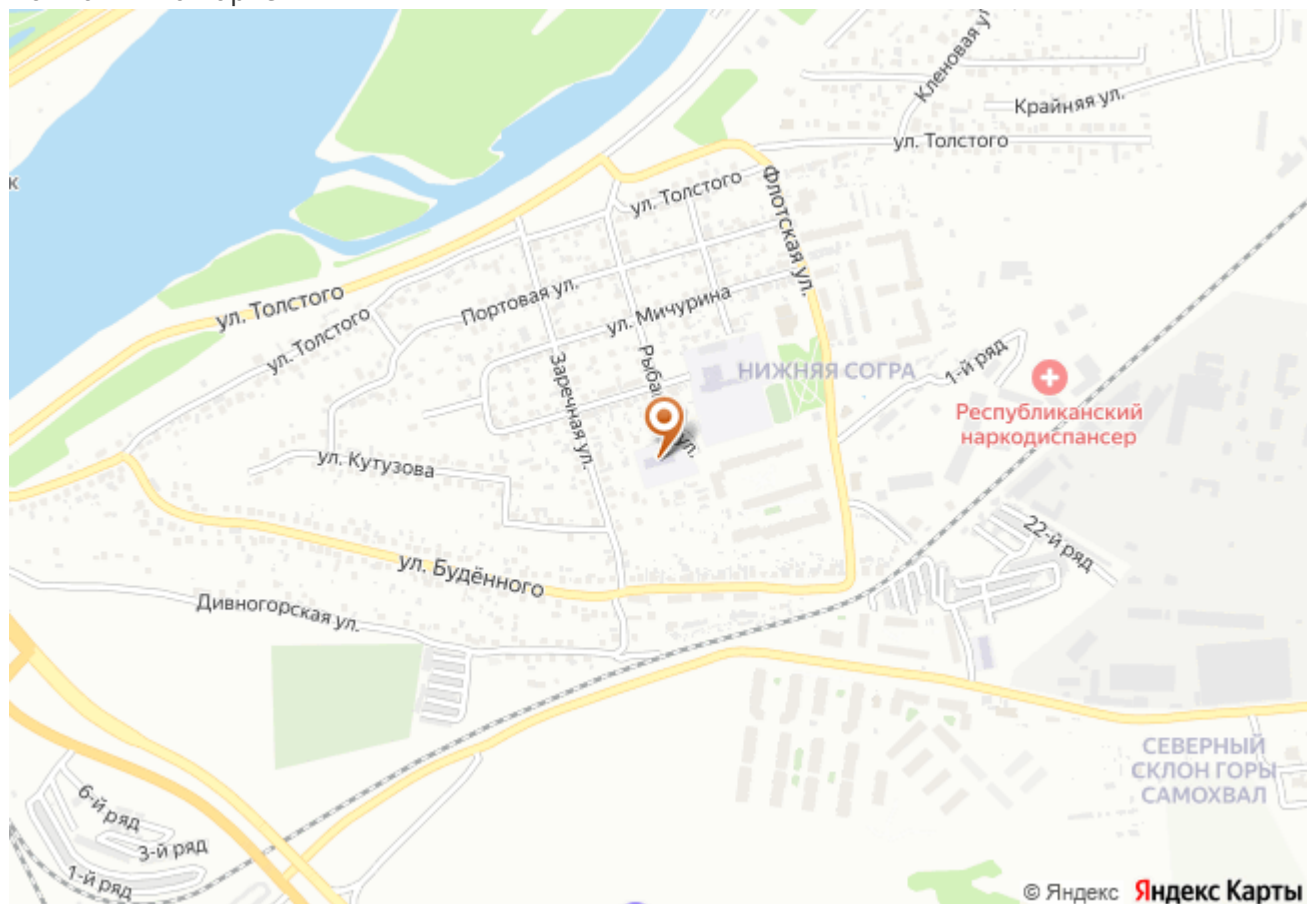 Кленовая у
Крайняя ул.
ул. Толстого
к
ул. Толстого
Флотская ул.
Портовая ул.
ул. Толстого
ул. Толстого
ул. Мичурина
Заречная ул.
НИЖНЯЯ СОГРА
1-й ряд
Республиканский
наркодиспансер
ул.
ул. Кутузова
22-й ряд
ул. Будённого
Дивногорская ул.
СЕВЕРНЫЙ
СКЛОН ГОРЫ
САМОХВАЛ
6-й ряд
3-й ряд
1-й ряд
© Яндекс Яндекс Карты